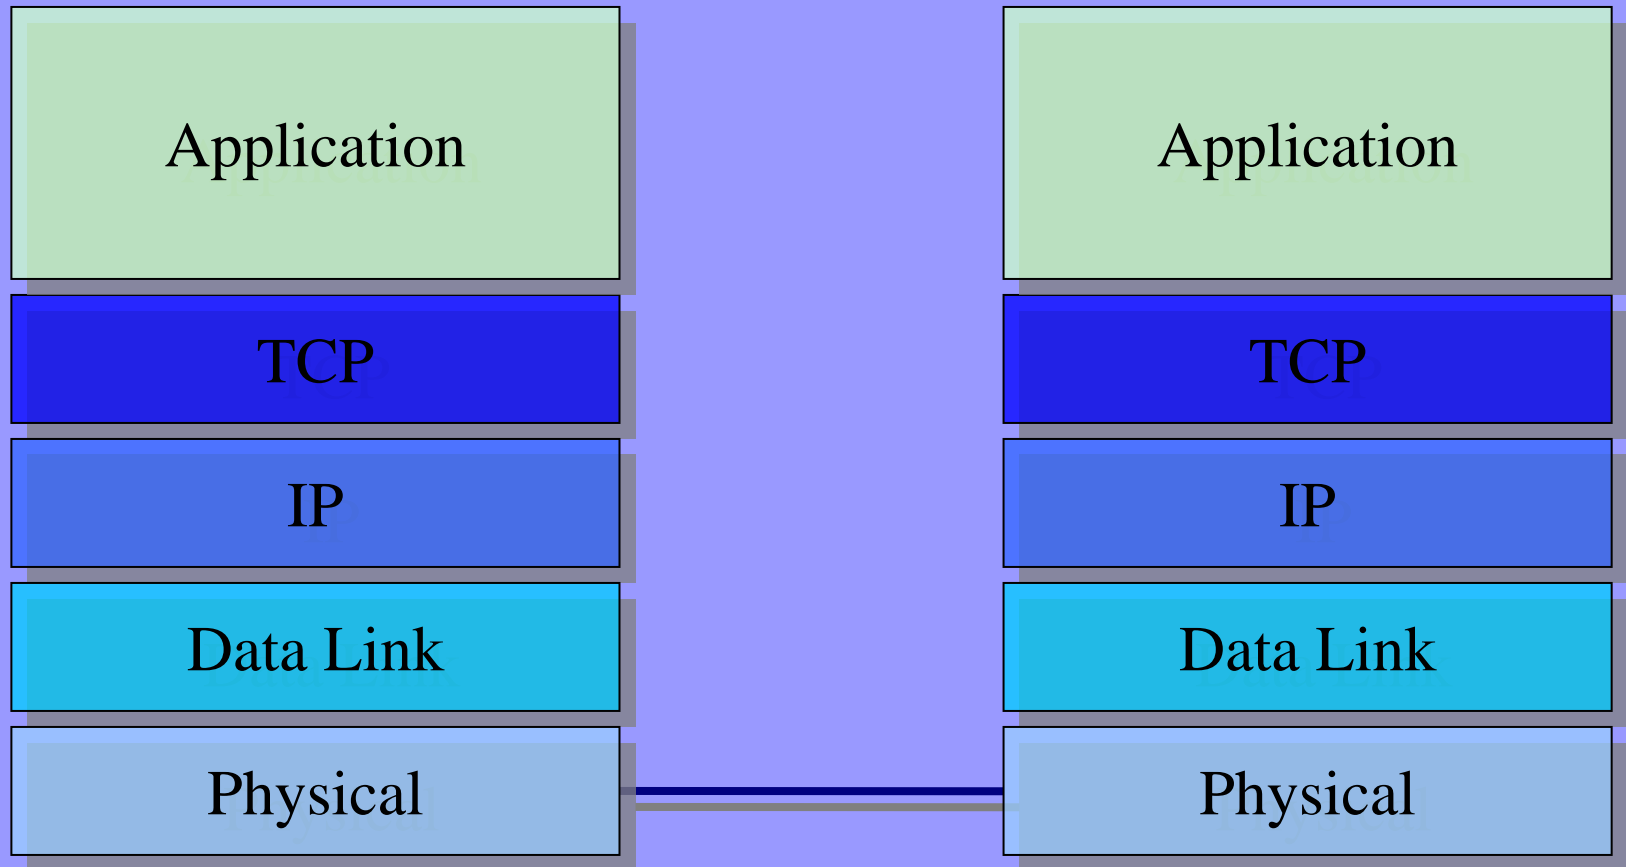 Application
TCP
IP
Data Link
Physical
Application
TCP
IP
Data Link
Physical